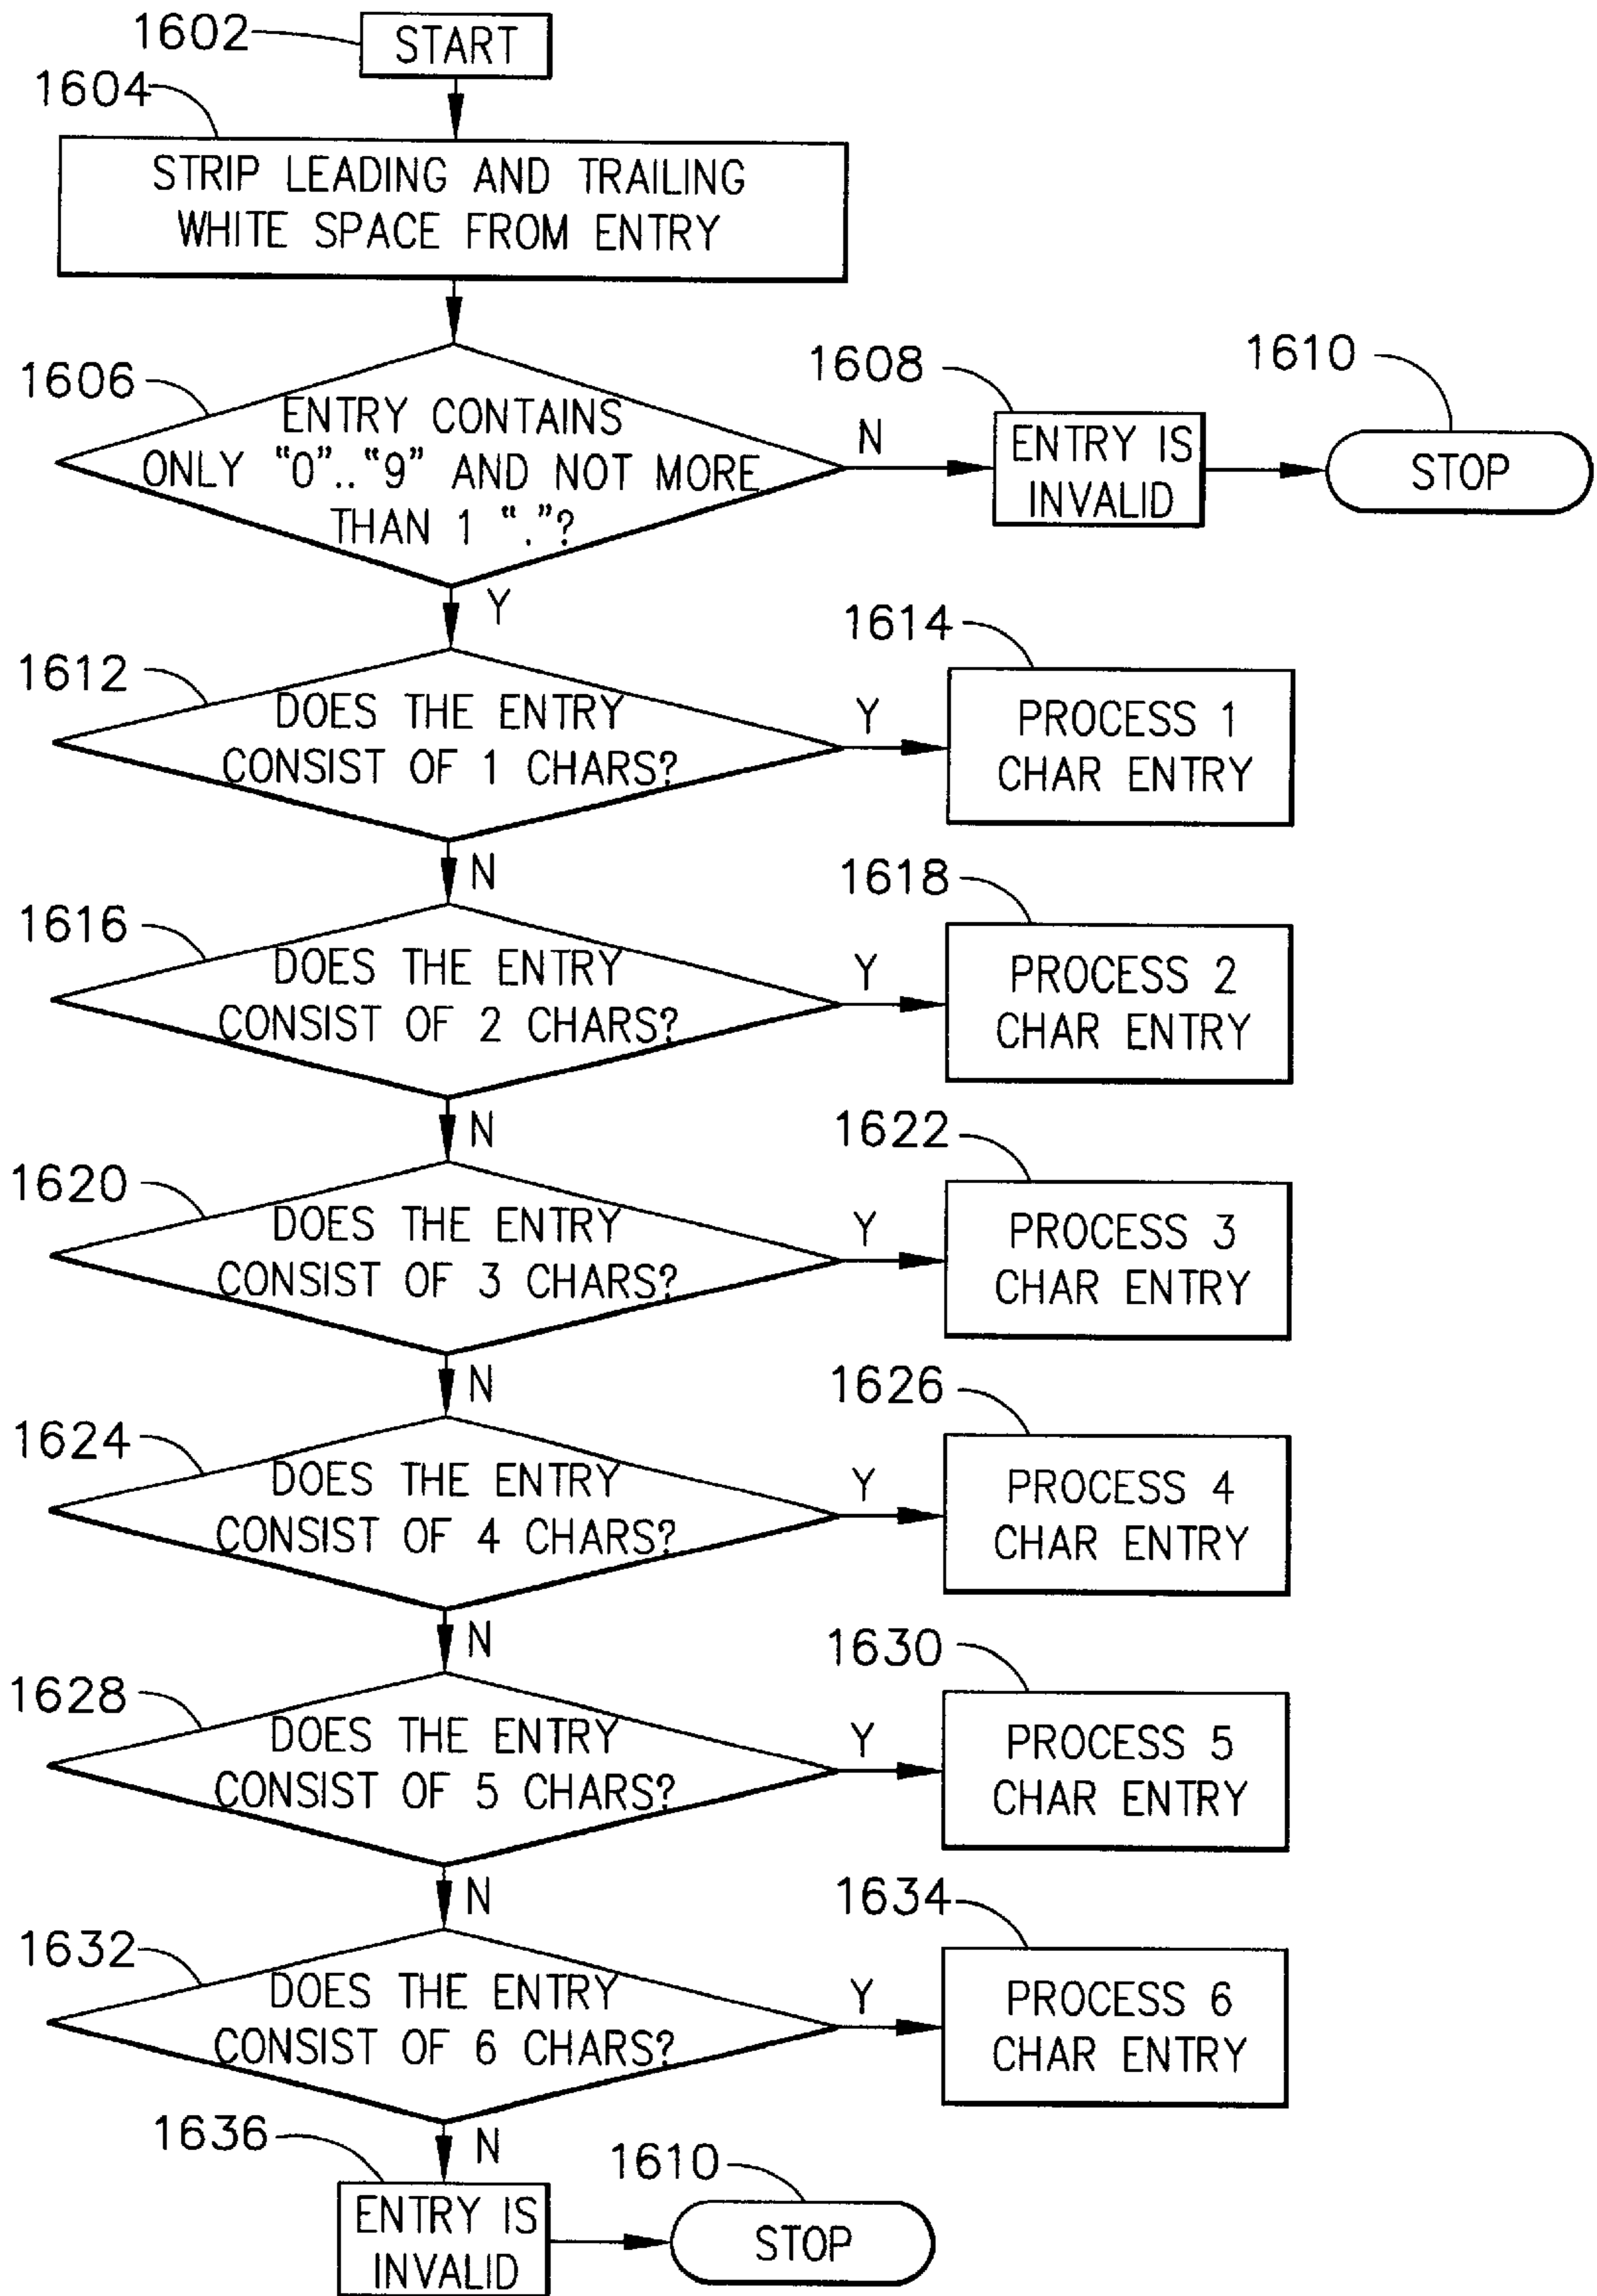 1602
START
1604
STRIP LEADING AND TRAILING
WHITE SPACE FROM ENTRY
1606
ENTRY CONTAINS
ONLY “0”.. “9” AND NOT MORE
THAN 1 “.”?
N
1608
ENTRY IS
INVALID
1610
STOP
Y
1612
DOES THE ENTRY
CONSIST OF 1 CHARS?
Y
1614
PROCESS 1
CHAR ENTRY
N
1616
DOES THE ENTRY
CONSIST OF 2 CHARS?
Y
1618
PROCESS 2
CHAR ENTRY
N
1620
DOES THE ENTRY
CONSIST OF 3 CHARS?
Y
1622
PROCESS 3
CHAR ENTRY
N
1624
DOES THE ENTRY
CONSIST OF 4 CHARS?
Y
1626
PROCESS 4
CHAR ENTRY
N
1628
DOES THE ENTRY
CONSIST OF 5 CHARS?
Y
1630
PROCESS 5
CHAR ENTRY
N
1632
DOES THE ENTRY
CONSIST OF 6 CHARS?
Y
1634
PROCESS 6
CHAR ENTRY
N
1636
ENTRY IS
INVALID
1610
STOP